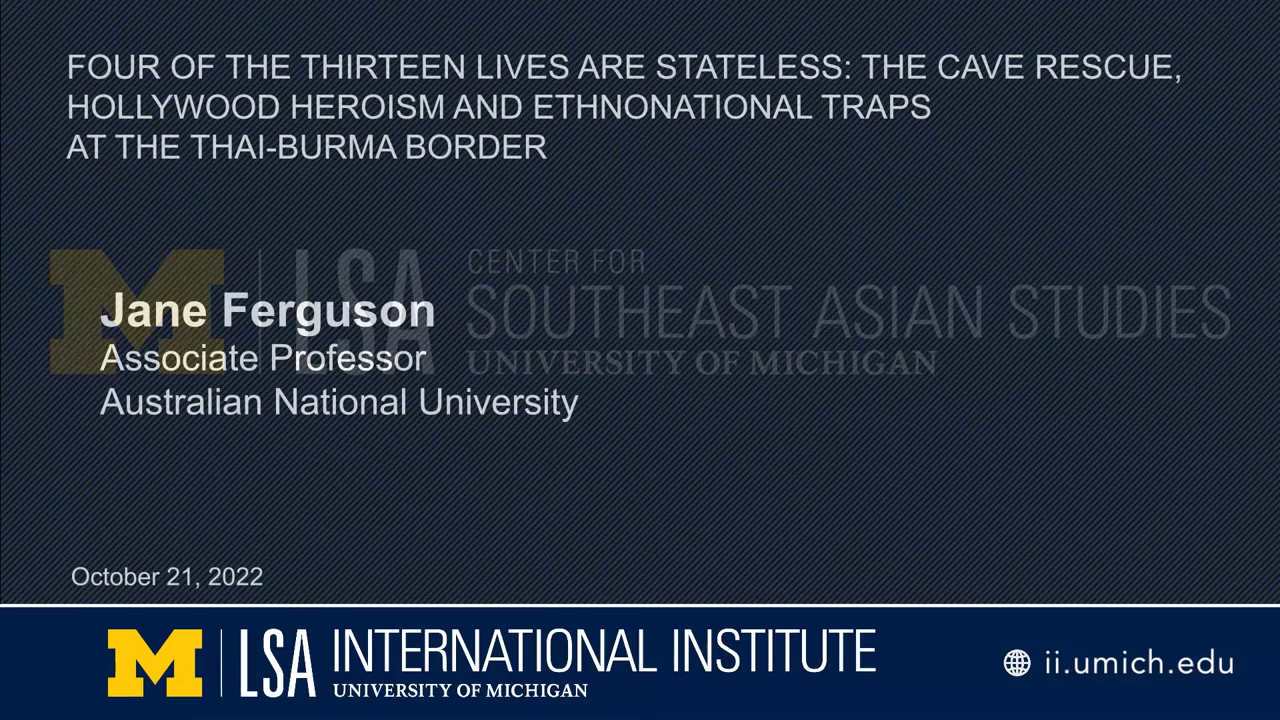 FOUR OF THE THIRTEEN LIVES ARE STATELESS: THE CAVE RESCUE,
HOLLYWOOD HEROISM AND ETHNONATIONAL TRAPS
AT THE THAI-BURMA BORDER
M LSA CENTER FOR
SOUTHEAST ASIAN STUDIES
UNIVERSITY OF MICHIGAN
Jane Ferguson
Associate Professor
Australian National University
October 21, 2022
M LSA INTERNATIONAL INSTITUTE
UNIVERSITY OF MICHIGAN
ii.umich.edu